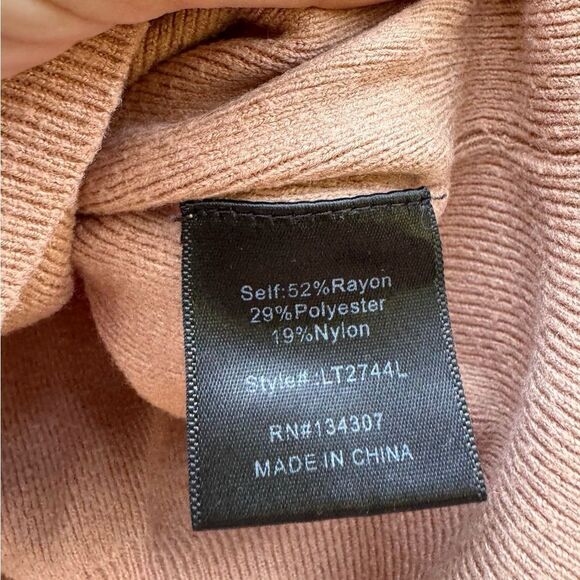 Self:52%Rayon
29%Polyester
19%Nylon
Style#:LT2744L
RN#134307
MADE IN CHINA